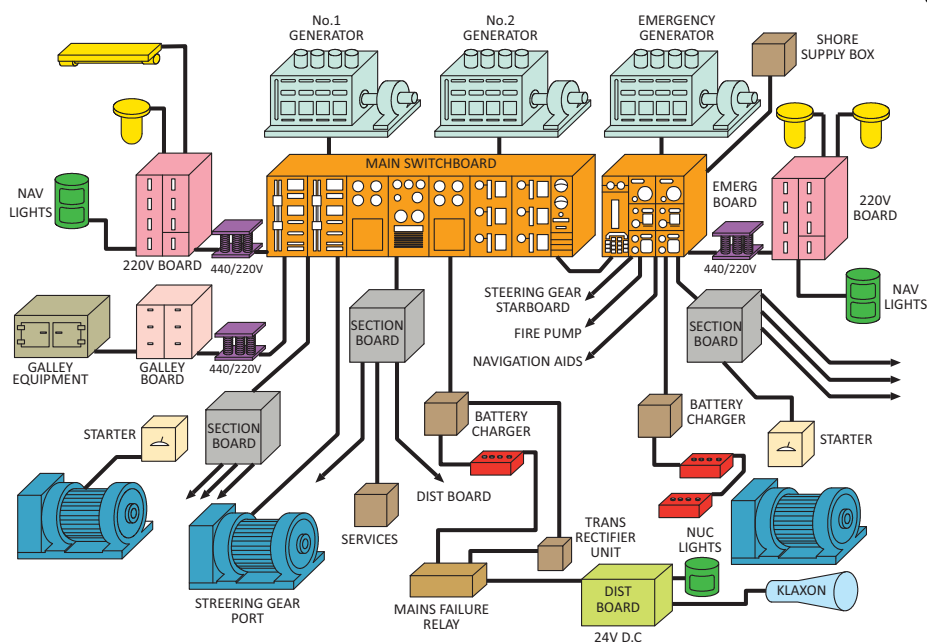 No.1
GENERATOR
No.2
GENERATOR
EMERGENCY
GENERATOR
SHORE
SUPPLY BOX
MAIN SWITCHBOARD
NAV
LIGHTS
EMERG
BOARD
220V
BOARD
220V BOARD
440/220V
440/220V
STEERING GEAR
STARBOARD
NAV
LIGHTS
SECTION
BOARD
FIRE PUMP
SECTION
BOARD
NAVIGATION AIDS
GALLEY
EQUIPMENT
GALLEY
BOARD
440/220V
BATTERY
CHARGER
BATTERY
CHARGER
STARTER
SECTION
BOARD
STARTER
DIST BOARD
SERVICES
TRANS
RECTIFIER
UNIT
NUC
LIGHTS
STREERING GEAR
PORT
MAINS FAILURE
RELAY
DIST
BOARD
KLAXON
24V D.C